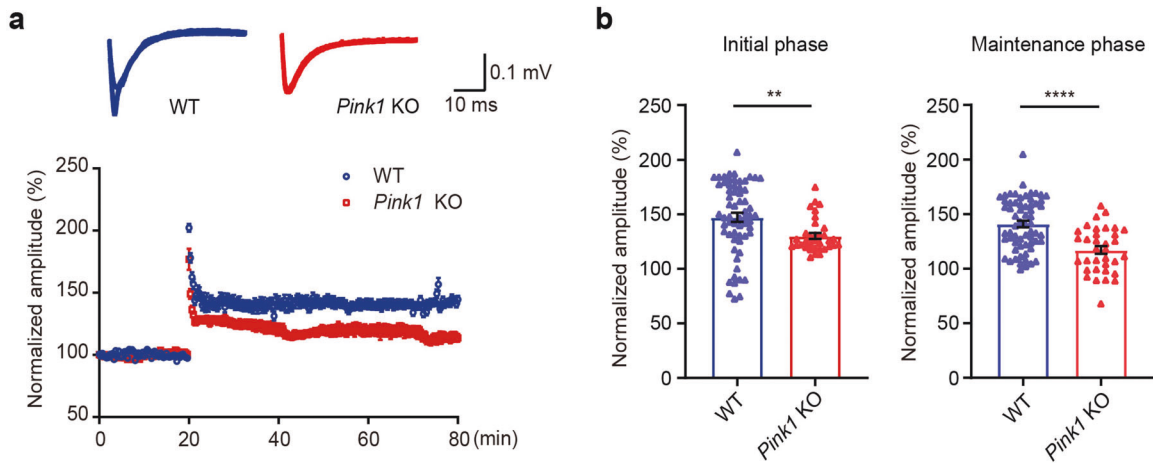 a
WT
Pink1 KO
0.1 mV
10 ms
Normalized amplitude (%)
250
200
150
100
50
WT
Pink1 KO
0
20
40
60
80
(min)
b
Initial phase
Normalized amplitude (%)
250
200
150
100
50
0
**
WT
Pink1 KO
Maintenance phase
Normalized amplitude (%)
250
200
150
100
50
0
****
WT
Pink1 KO